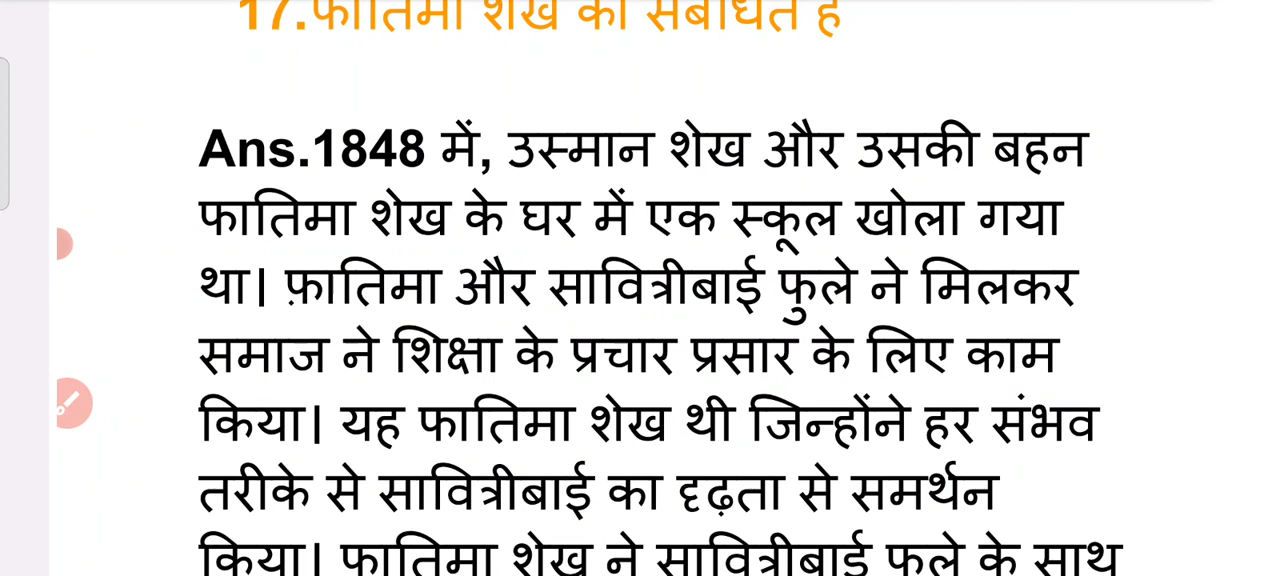 17.फातिमा शेख का संबंधित है
Ans.1848 में, उस्मान शेख और उसकी बहन
फातिमा शेख के घर में एक स्कूल खोला गया
था। फ़ातिमा और सावित्रीबाई फुले ने मिलकर
समाज ने शिक्षा के प्रचार प्रसार के लिए काम
किया। यह फातिमा शेख थी जिन्होंने हर संभव
तरीके से सावित्रीबाई का दृढ़ता से समर्थन
किया। फातिमा शेख ने सावित्रीबाई फुले के साथ